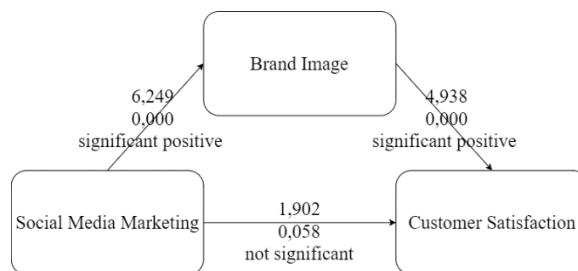 Brand Image
6,249
0,000
significant positive
4,938
0,000
significant positive
Social Media Marketing
1,902
0,058
not significant
Customer Satisfaction